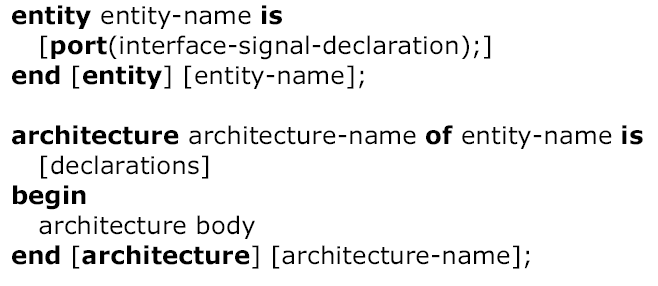 entity entity-name is
[port(interface-signal-declaration);]
end [entity] [entity-name];
architecture architecture-name of entity-name is
[declarations]
begin
architecture body
end [architecture] [architecture-name];